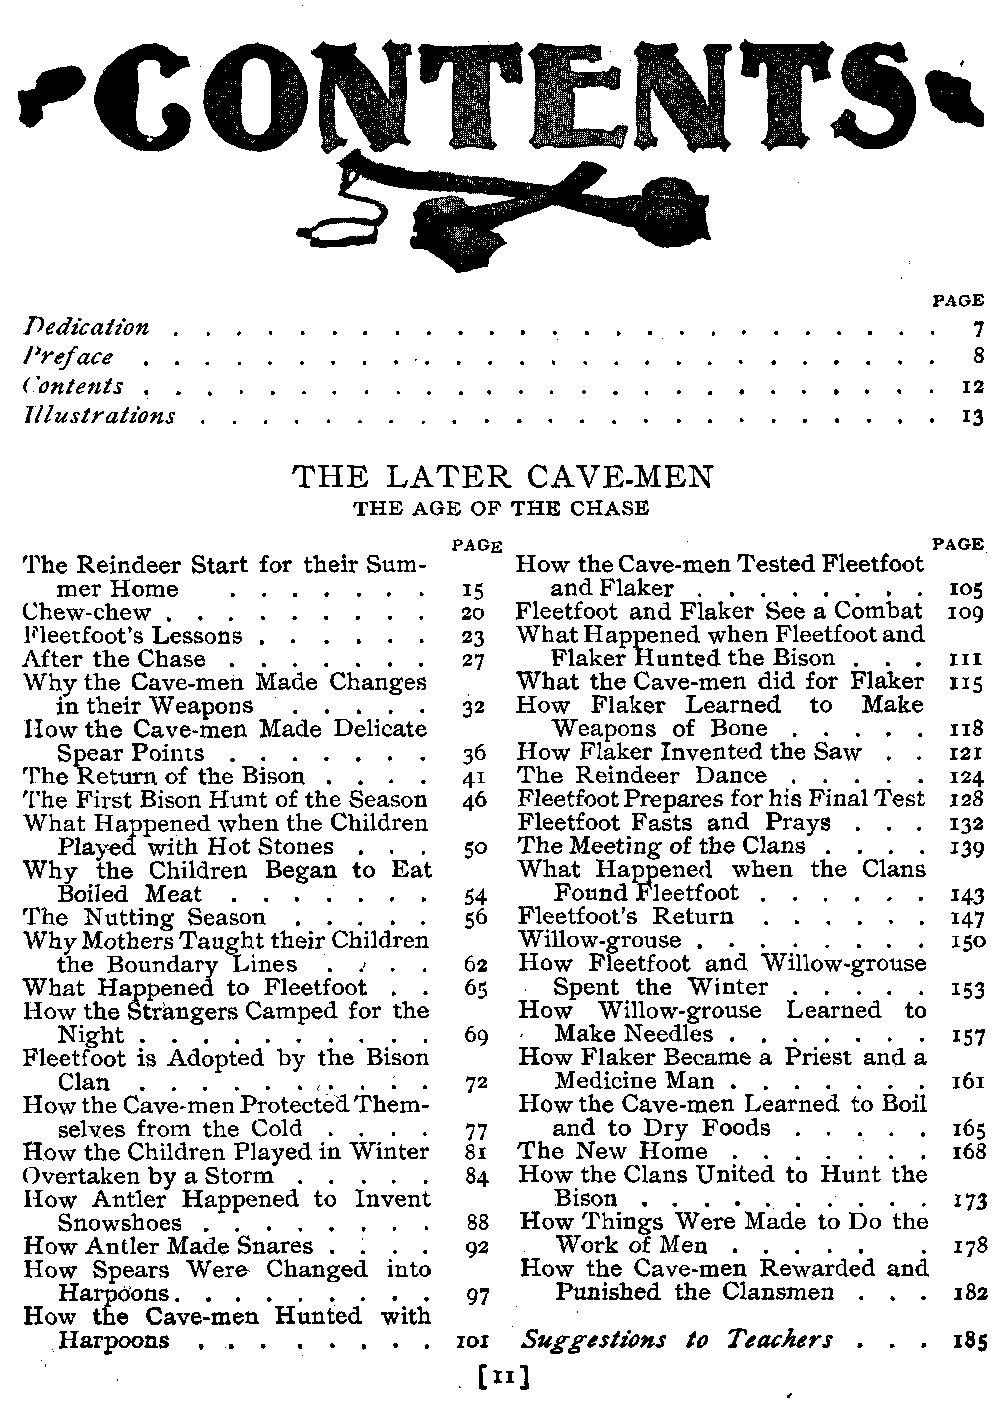 CONTENTS
PAGE
Dedication . . . . . . . . . . . . . . . . . . . . . . . . . 7
Preface . . . . . . . . . . . . . . . . . . . . . . . . . . 8
Contents . . . . . . . . . . . . . . . . . . . . . . . . . . 12
Illustrations . . . . . . . . . . . . . . . . . . . . . . . . 13
THE LATER CAVE-MEN
THE AGE OF THE CHASE
PAGE
The Reindeer Start for their Sum-
mer Home . . . . . . . 15
Chew-chew . . . . . . . . . 20
Fleetfoot's Lessons . . . . . . 23
After the Chase . . . . . . . 27
Why the Cave-men Made Changes
in their Weapons . . . . . 32
How the Cave-men Made Delicate
Spear Points . . . . . . . 36
The Return of the Bison . . . . 41
The First Bison Hunt of the Season 46
What Happened when the Children
Played with Hot Stones . . . 50
Why the Children Began to Eat
Boiled Meat . . . . . . . 54
The Nutting Season . . . . . 56
Why Mothers Taught their Children
the Boundary Lines . . . . 62
What Happened to Fleetfoot . . 65
How the Strangers Camped for the
Night . . . . . . . . . . 69
Fleetfoot is Adopted by the Bison
Clan . . . . . . . . . . 72
How the Cave-men Protected Them-
selves from the Cold . . . . 77
How the Children Played in Winter 81
Overtaken by a Storm . . . . . 84
How Antler Happened to Invent
Snowshoes . . . . . . . . 88
How Antler Made Snares . . . . 92
How Spears Were Changed into
Harpoons . . . . . . . . . 97
How the Cave-men Hunted with
Harpoons . . . . . . . . 101
PAGE
How the Cave-men Tested Fleetfoot
and Flaker . . . . . . . . 105
Fleetfoot and Flaker See a Combat 109
What Happened when Fleetfoot and
Flaker Hunted the Bison . . . 111
What the Cave-men did for Flaker 115
How Flaker Learned to Make
Weapons of Bone . . . . . 118
How Flaker Invented the Saw . . 121
The Reindeer Dance . . . . . 124
Fleetfoot Prepares for his Final Test 128
Fleetfoot Fasts and Prays . . . 132
The Meeting of the Clans . . . . 139
What Happened when the Clans
Found Fleetfoot . . . . . . 143
Fleetfoot's Return . . . . . . 147
Willow-grouse . . . . . . . . 150
How Fleetfoot and Willow-grouse
Spent the Winter . . . . . 153
How Willow-grouse Learned to
Make Needles . . . . . . . 157
How Flaker Became a Priest and a
Medicine Man . . . . . . . 161
How the Cave-men Learned to Boil
and to Dry Foods . . . . . 165
The New Home . . . . . . . 168
How the Clans United to Hunt the
Bison . . . . . . . . . . 173
How Things Were Made to Do the
Work of Men . . . . . . 178
How the Cave-men Rewarded and
Punished the Clansmen . . . 182
Suggestions to Teachers . . . 185
[11]